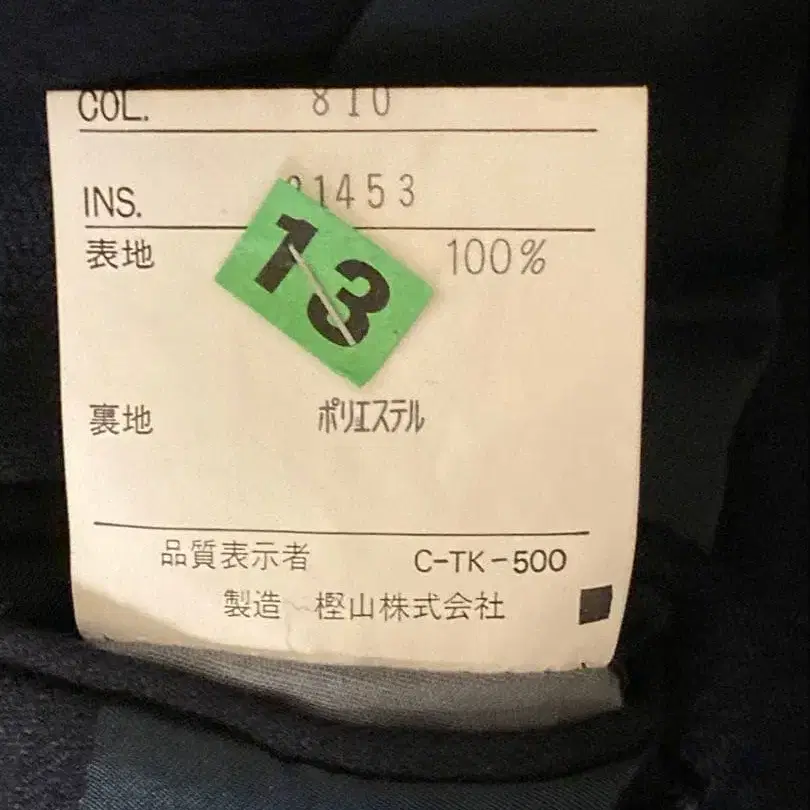 COL. 810
INS. 1453
表地 100%
13
裏地 ポリエステル
品質表示者 C-TK-500
製造 樫山株式会社